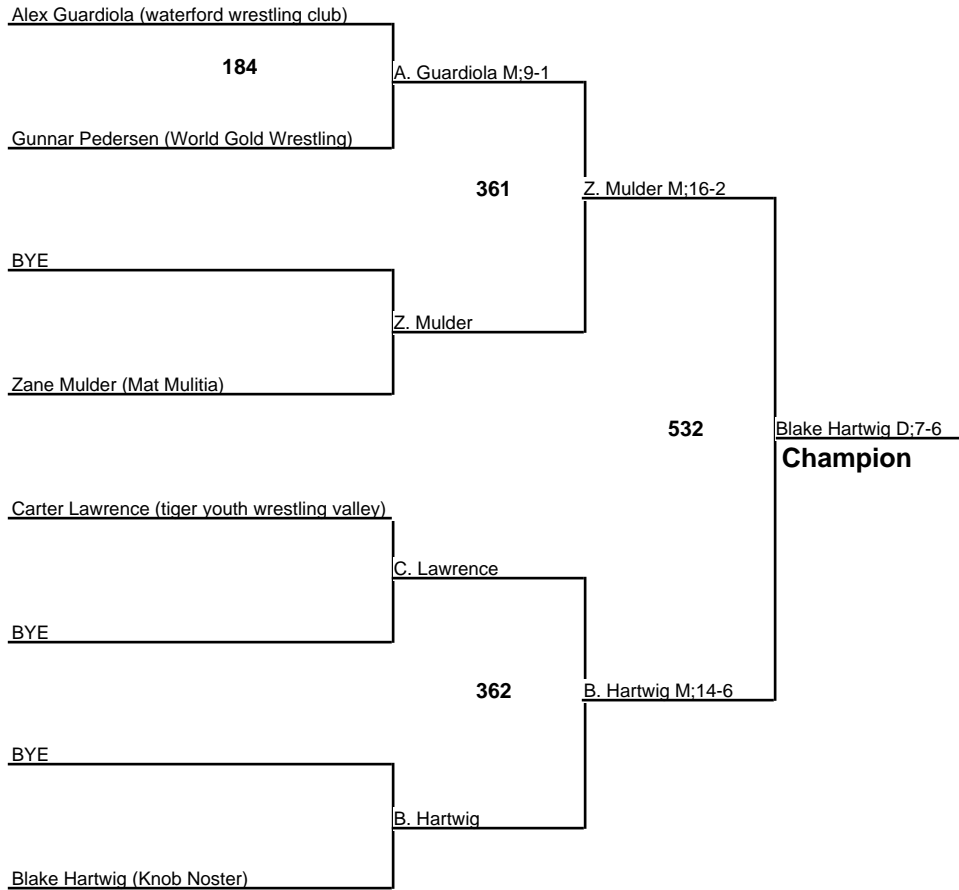 Alex Guardiola (waterford wrestling club)
184
A. Guardiola M;9-1
Gunnar Pedersen (World Gold Wrestling)
361
Z. Mulder M;16-2
BYE
Z. Mulder
Zane Mulder (Mat Mulitia)
532
Blake Hartwig D;7-6
Champion
Carter Lawrence (tiger youth wrestling valley)
C. Lawrence
BYE
362
B. Hartwig M;14-6
BYE
B. Hartwig
Blake Hartwig (Knob Noster)